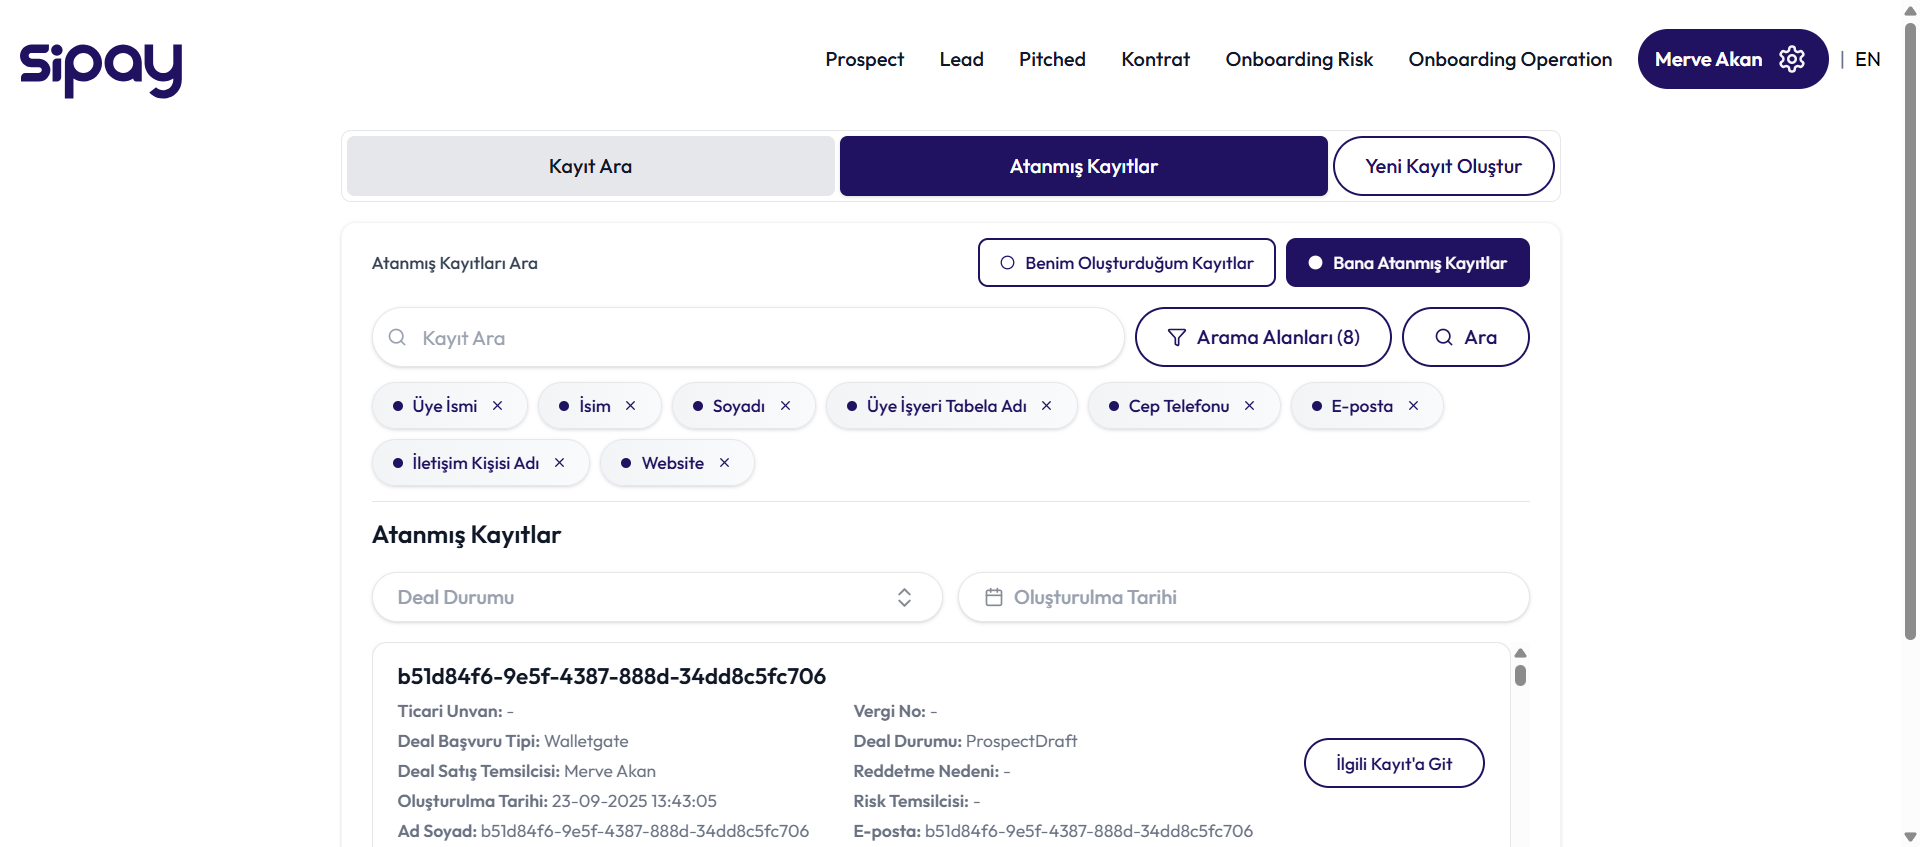 sipay
Prospect Lead Pitched Kontrat Onboarding Risk Onboarding Operation Merve Akan | EN
Kayıt Ara Atanmış Kayıtlar Yeni Kayıt Oluştur
Atanmış Kayıtları Ara Benim Oluşturduğum Kayıtlar Bana Atanmış Kayıtlar
Kayıt Ara Arama Alanları (8) Ara
Üye İsmi × İsim × Soyadı × Üye İşyeri Tabela Adı × Cep Telefonu × E-posta ×
İletişim Kişisi Adı × Website ×
Atanmış Kayıtlar
Deal Durumu Oluşturulma Tarihi
b51d84f6-9e5f-4387-888d-34dd8c5fc706
Ticari Unvan: - Vergi No: -
Deal Başvuru Tipi: Walletgate Deal Durumu: ProspectDraft
İlgili Kayıt'a Git
Deal Satış Temsilcisi: Merve Akan Reddetme Nedeni: -
Oluşturulma Tarihi: 23-09-2025 13:43:05 Risk Temsilcisi: -
Ad Soyad: b51d84f6-9e5f-4387-888d-34dd8c5fc706 E-posta: b51d84f6-9e5f-4387-888d-34dd8c5fc706